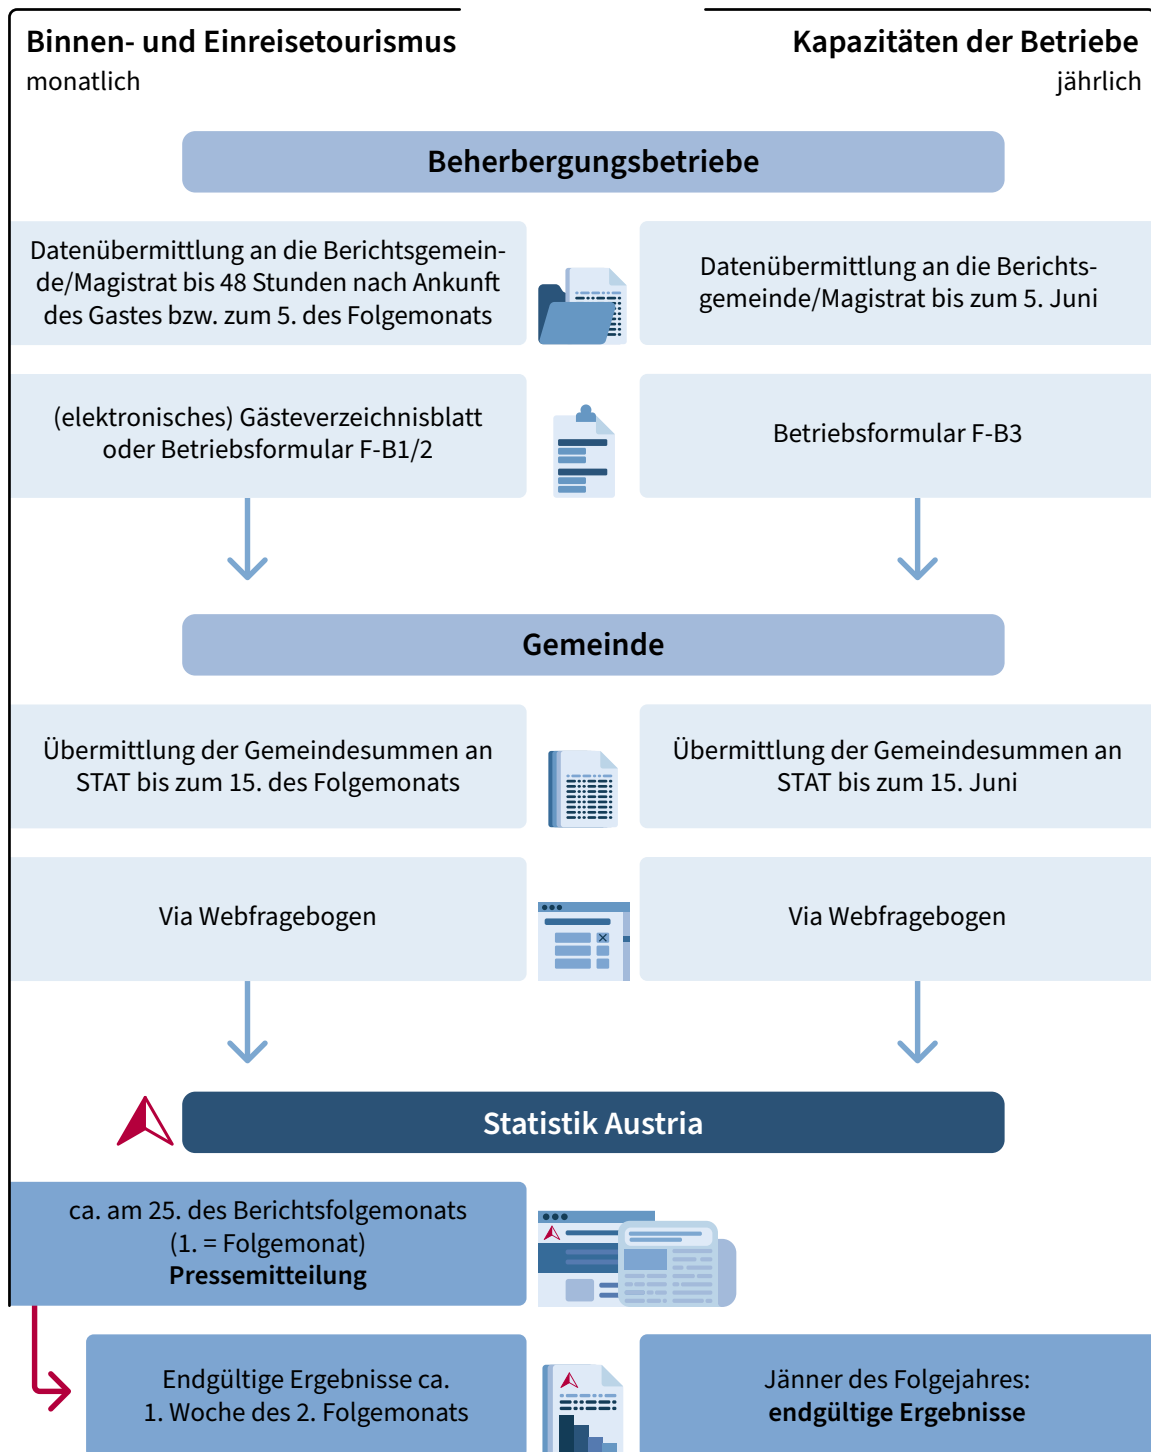 Binnen- und Einreisetourismus
monatlich
Kapazitäten der Betriebe
jährlich
Beherbergungsbetriebe
Datenübermittlung an die Berichtsgemein-
de/Magistrat bis 48 Stunden nach Ankunft
des Gastes bzw. zum 5. des Folgemonats
Datenübermittlung an die Berichts-
gemeinde/Magistrat bis zum 5. Juni
(elektronisches) Gästeverzeichnisblatt
oder Betriebsformular F-B1/2
Betriebsformular F-B3
Gemeinde
Übermittlung der Gemeindesummen an
STAT bis zum 15. des Folgemonats
Übermittlung der Gemeindesummen an
STAT bis zum 15. Juni
Via Webfragebogen
Via Webfragebogen
Statistik Austria
ca. am 25. des Berichtsfolgemonats
(1. = Folgemonat)
Pressemitteilung
Endgültige Ergebnisse ca.
1. Woche des 2. Folgemonats
Jänner des Folgejahres:
endgültige Ergebnisse